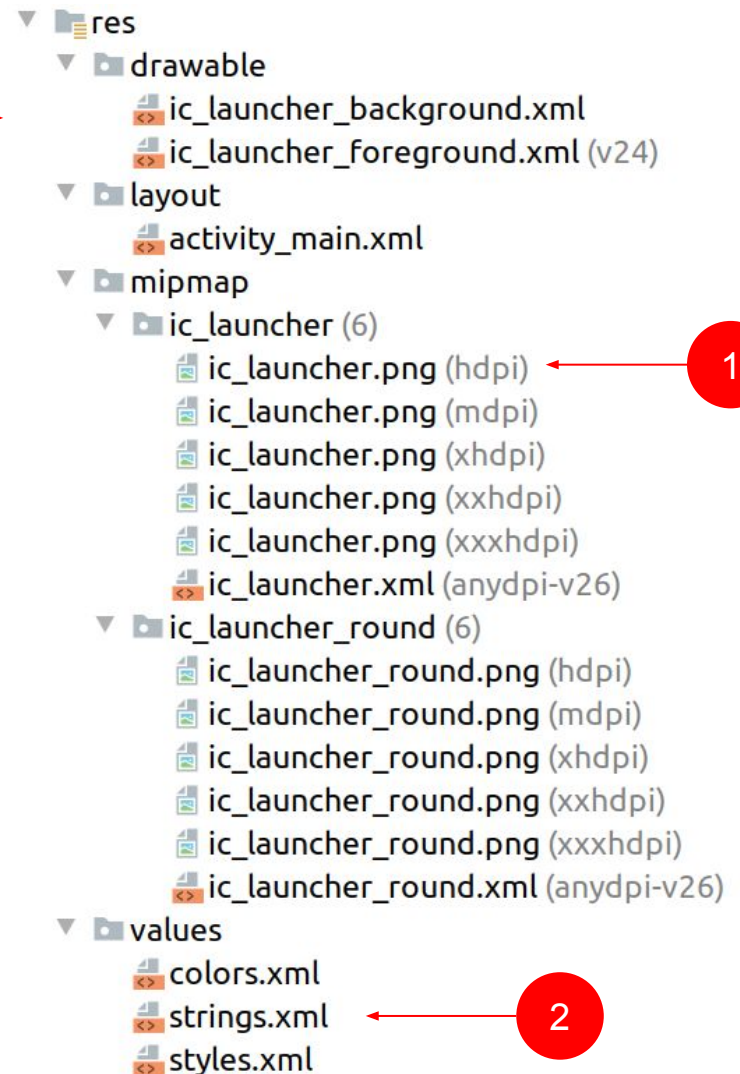 res
drawable
ic_launcher_background.xml
ic_launcher_foreground.xml (v24)
layout
activity_main.xml
mipmap
ic_launcher (6)
ic_launcher.png (hdpi)
1
ic_launcher.png (mdpi)
ic_launcher.png (xhdpi)
ic_launcher.png (xxhdpi)
ic_launcher.png (xxxhdpi)
ic_launcher.xml (anydpi-v26)
ic_launcher_round (6)
ic_launcher_round.png (hdpi)
ic_launcher_round.png (mdpi)
ic_launcher_round.png (xhdpi)
ic_launcher_round.png (xxhdpi)
ic_launcher_round.png (xxxhdpi)
ic_launcher_round.xml (anydpi-v26)
values
colors.xml
strings.xml
2
styles.xml